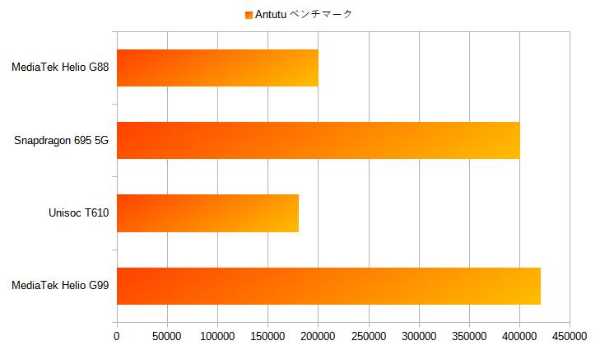 Antutu ベンチマーク
MediaTek Helio G88
Snapdragon 695 5G
Unisoc T610
MediaTek Helio G99
0 50000 100000 150000 200000 250000 300000 350000 400000 450000